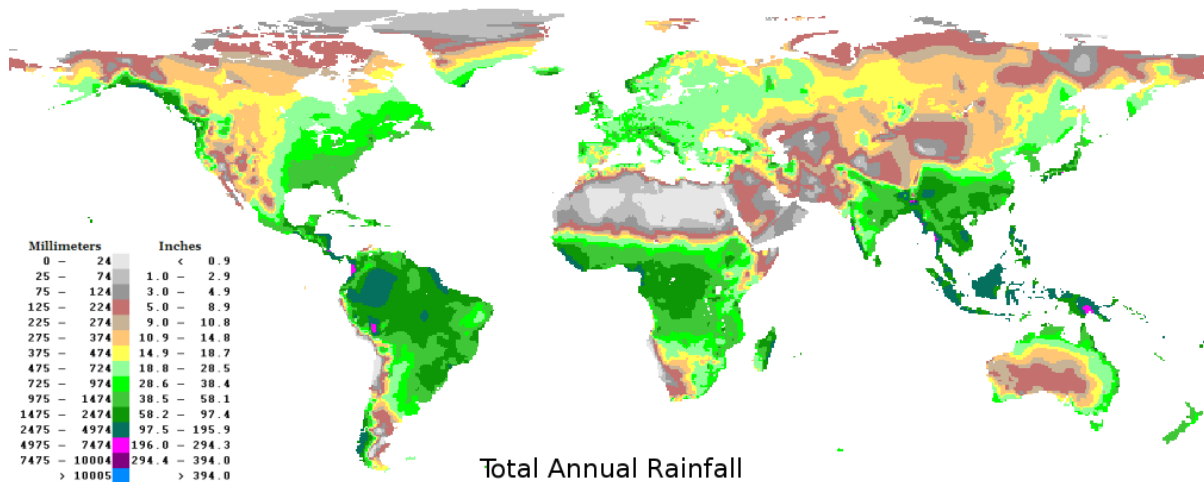 Millimeters Inches
0 – 24 < 0.9
25 – 74 1.0 – 2.9
75 – 124 3.0 – 4.9
125 – 224 5.0 – 8.9
225 – 274 9.0 – 10.8
275 – 374 10.9 – 14.8
375 – 474 14.9 – 18.7
475 – 724 18.8 – 28.5
725 – 974 28.6 – 38.4
975 – 1474 38.5 – 58.1
1475 – 2474 58.2 – 97.4
2475 – 4974 97.5 – 195.9
4975 – 7474 196.0 – 294.3
7475 – 10004 294.4 – 394.0
> 10005 > 394.0
Total Annual Rainfall